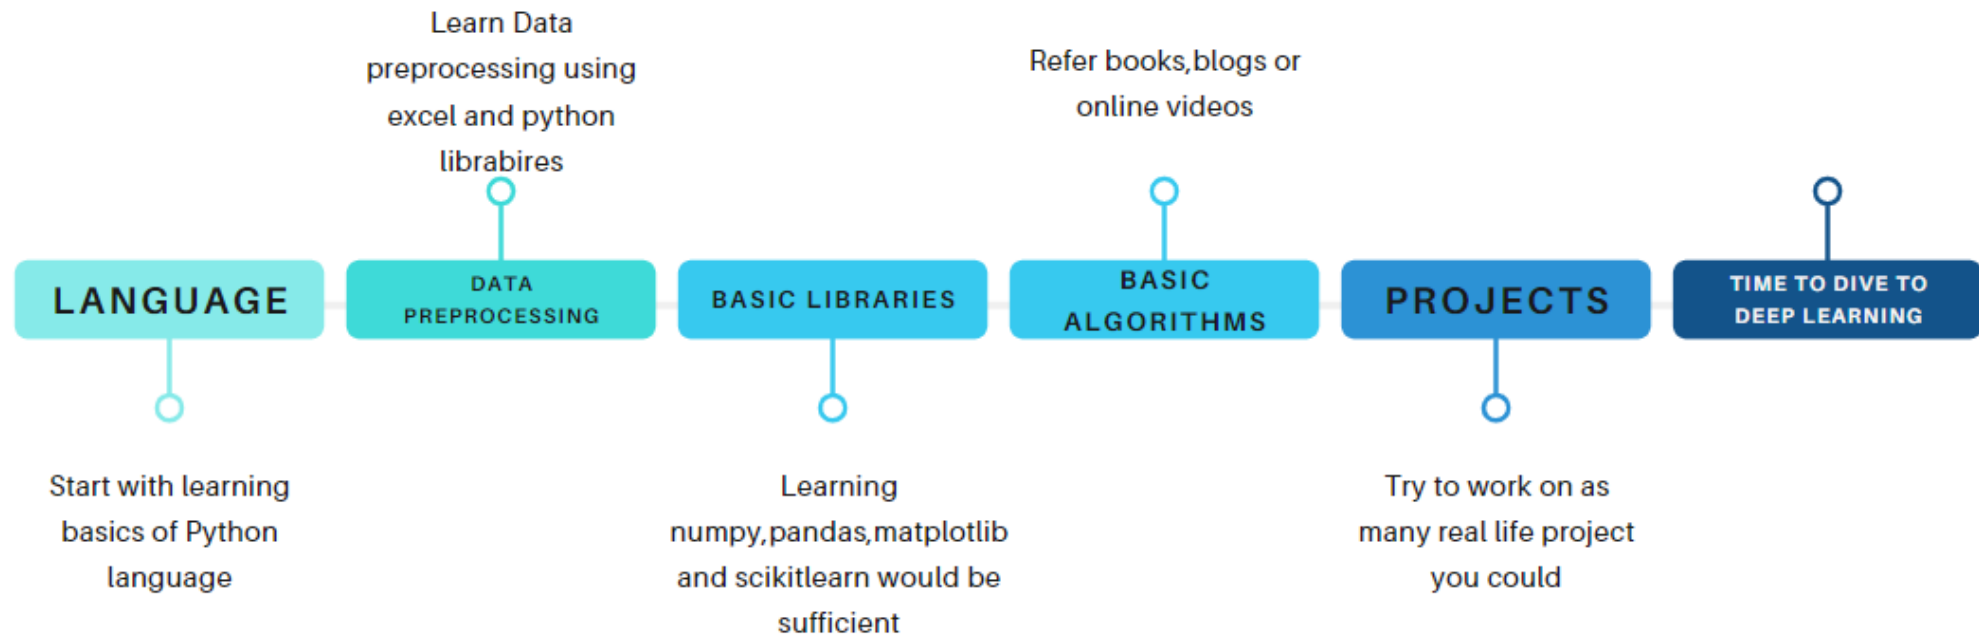 Learn Data
preprocessing using
excel and python
librabires
Refer books,blogs or
online videos
LANGUAGE
DATA
PREPROCESSING
BASIC LIBRARIES
BASIC
ALGORITHMS
PROJECTS
TIME TO DIVE TO
DEEP LEARNING
Start with learning
basics of Python
language
Learning
numpy,pandas,matplotlib
and scikitlearn would be
sufficient
Try to work on as
many real life project
you could